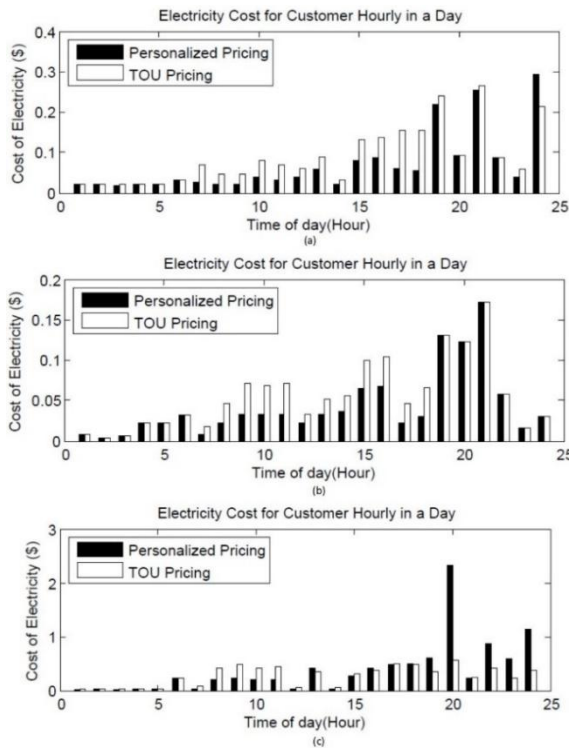 Electricity Cost for Customer Hourly in a Day
Cost of Electricity ($)
0.4
0.3
0.2
0.1
0
Personalized Pricing
TOU Pricing
0 5 10 15 20 25
Time of day(Hour)
(a)
Electricity Cost for Customer Hourly in a Day
Cost of Electricity ($)
0.2
0.15
0.1
0.05
0
Personalized Pricing
TOU Pricing
0 5 10 15 20 25
Time of day(Hour)
(b)
Electricity Cost for Customer Hourly in a Day
Cost of Electricity ($)
3
2
1
0
Personalized Pricing
TOU Pricing
0 5 10 15 20 25
Time of day(Hour)
(c)